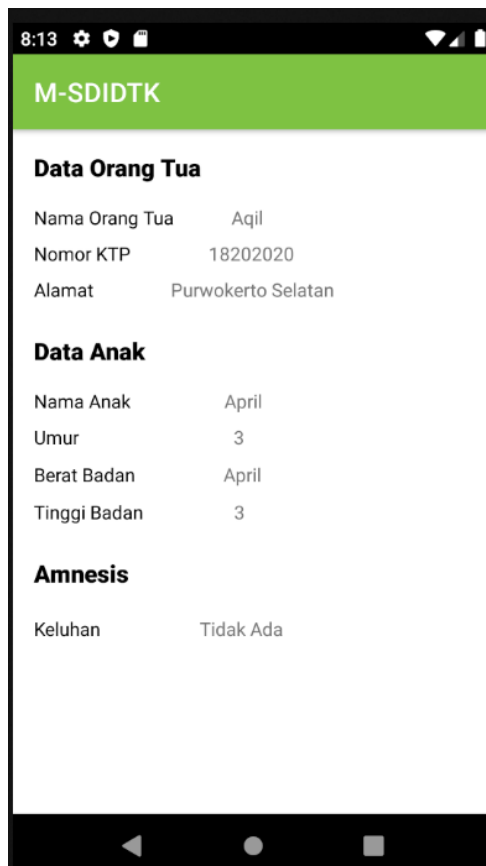 8:13
M-SDIDTK
Data Orang Tua
Nama Orang Tua Aqil
Nomor KTP 18202020
Alamat Purwokerto Selatan
Data Anak
Nama Anak April
Umur 3
Berat Badan April
Tinggi Badan 3
Amnesis
Keluhan Tidak Ada